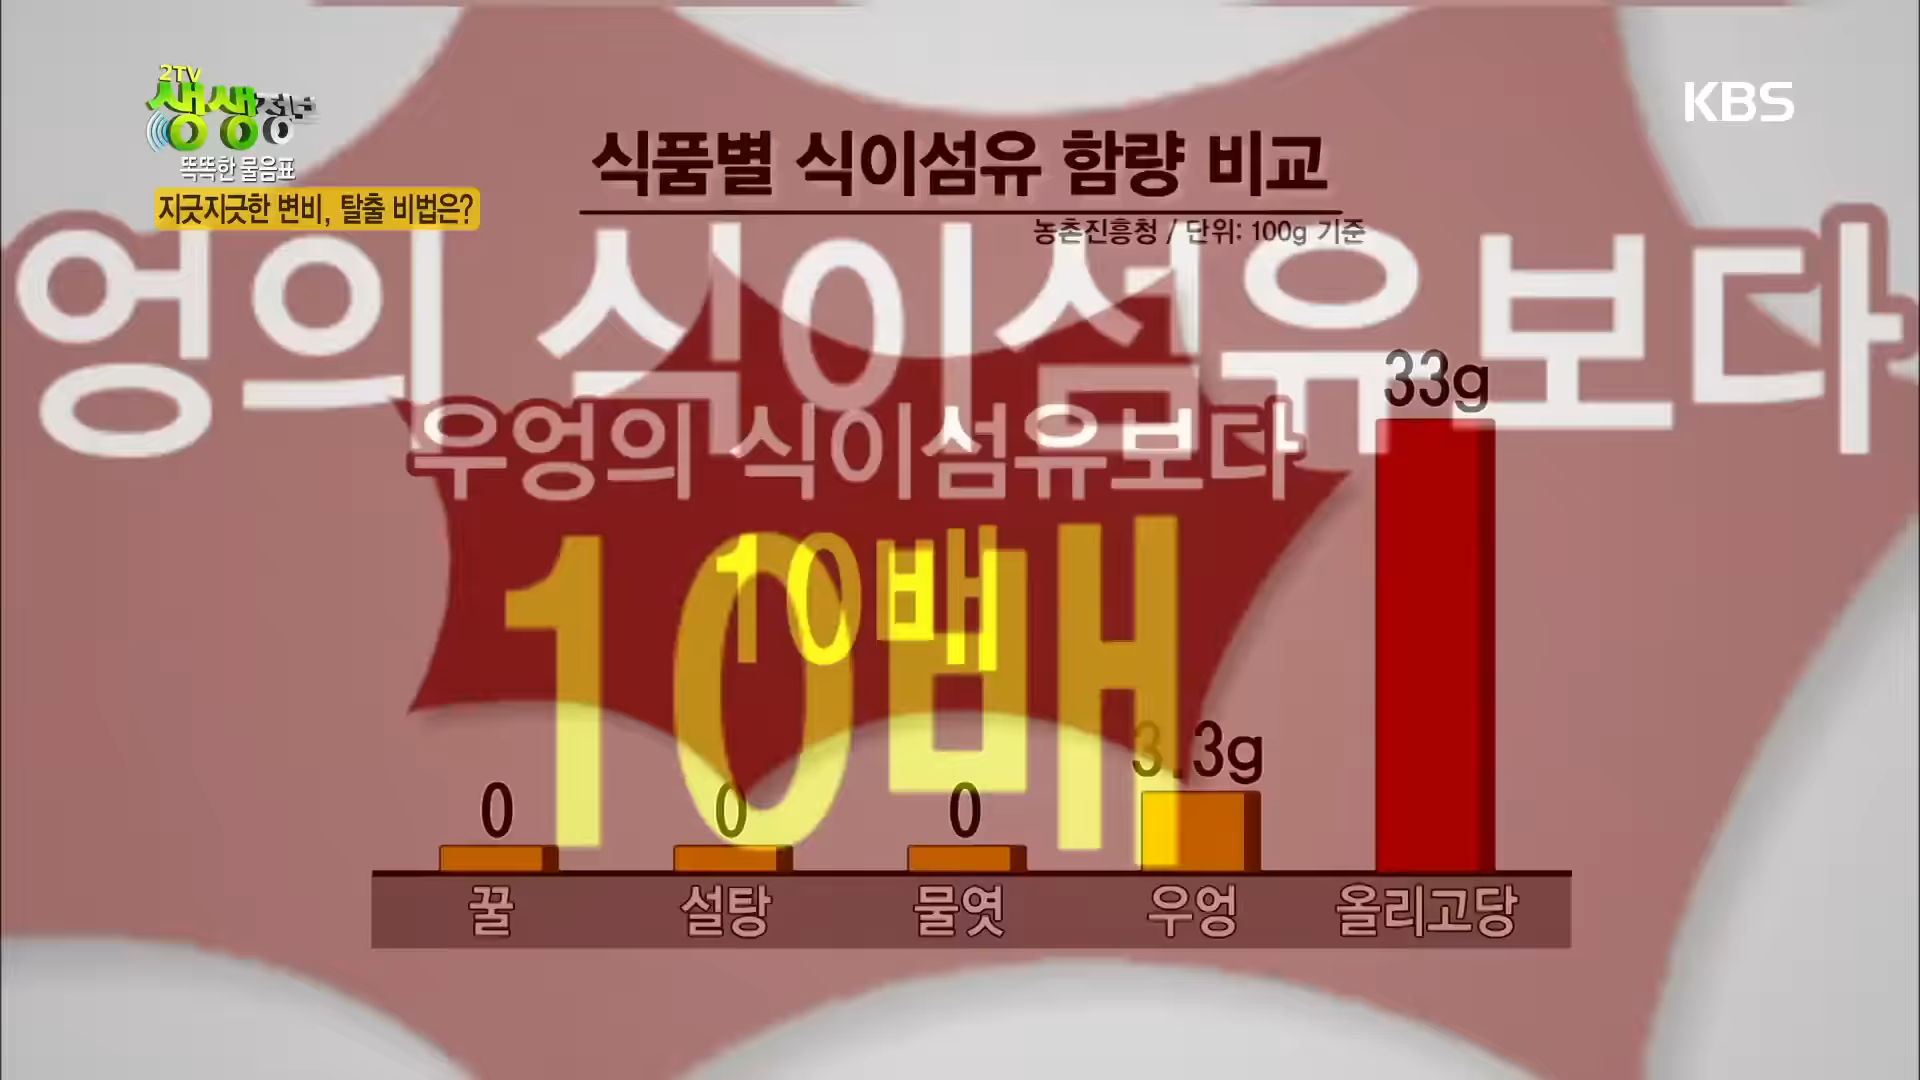 2TV
생생정보
똑똑한 물음표
지긋지긋한 변비, 탈출 비법은?
KBS
식품별 식이섬유 함량 비교
농촌진흥청 / 단위: 100g 기준
엉의 식이섬유보다
우엉의 식이섬유보다
10배
10배
0
0
0
3.3g
33g
꿀
설탕
물엿
우엉
올리고당